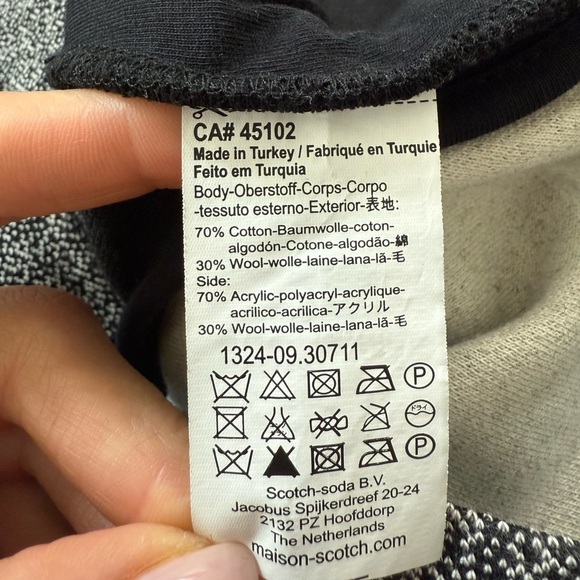 CA# 45102
Made in Turkey / Fabriqué en Turquie
Feito em Turquia
Body-Oberstoff-Corps-Corpo
-tessuto esterno-Exterior-表地:
70% Cotton-Baumwolle-coton-
algodón-Cotone-algodão-綿
30% Wool-wolle-laine-lana-lã-毛
Side:
70% Acrylic-polyacryl-acrylique-
acrilico-acrilica-アクリル
30% Wool-wolle-laine-lana-lã-毛
1324-09.30711
P
ドライ
P
Scotch-soda B.V.
Jacobus Spijkerdreef 20-24
2132 PZ Hoofddorp
The Netherlands
maison-scotch.com